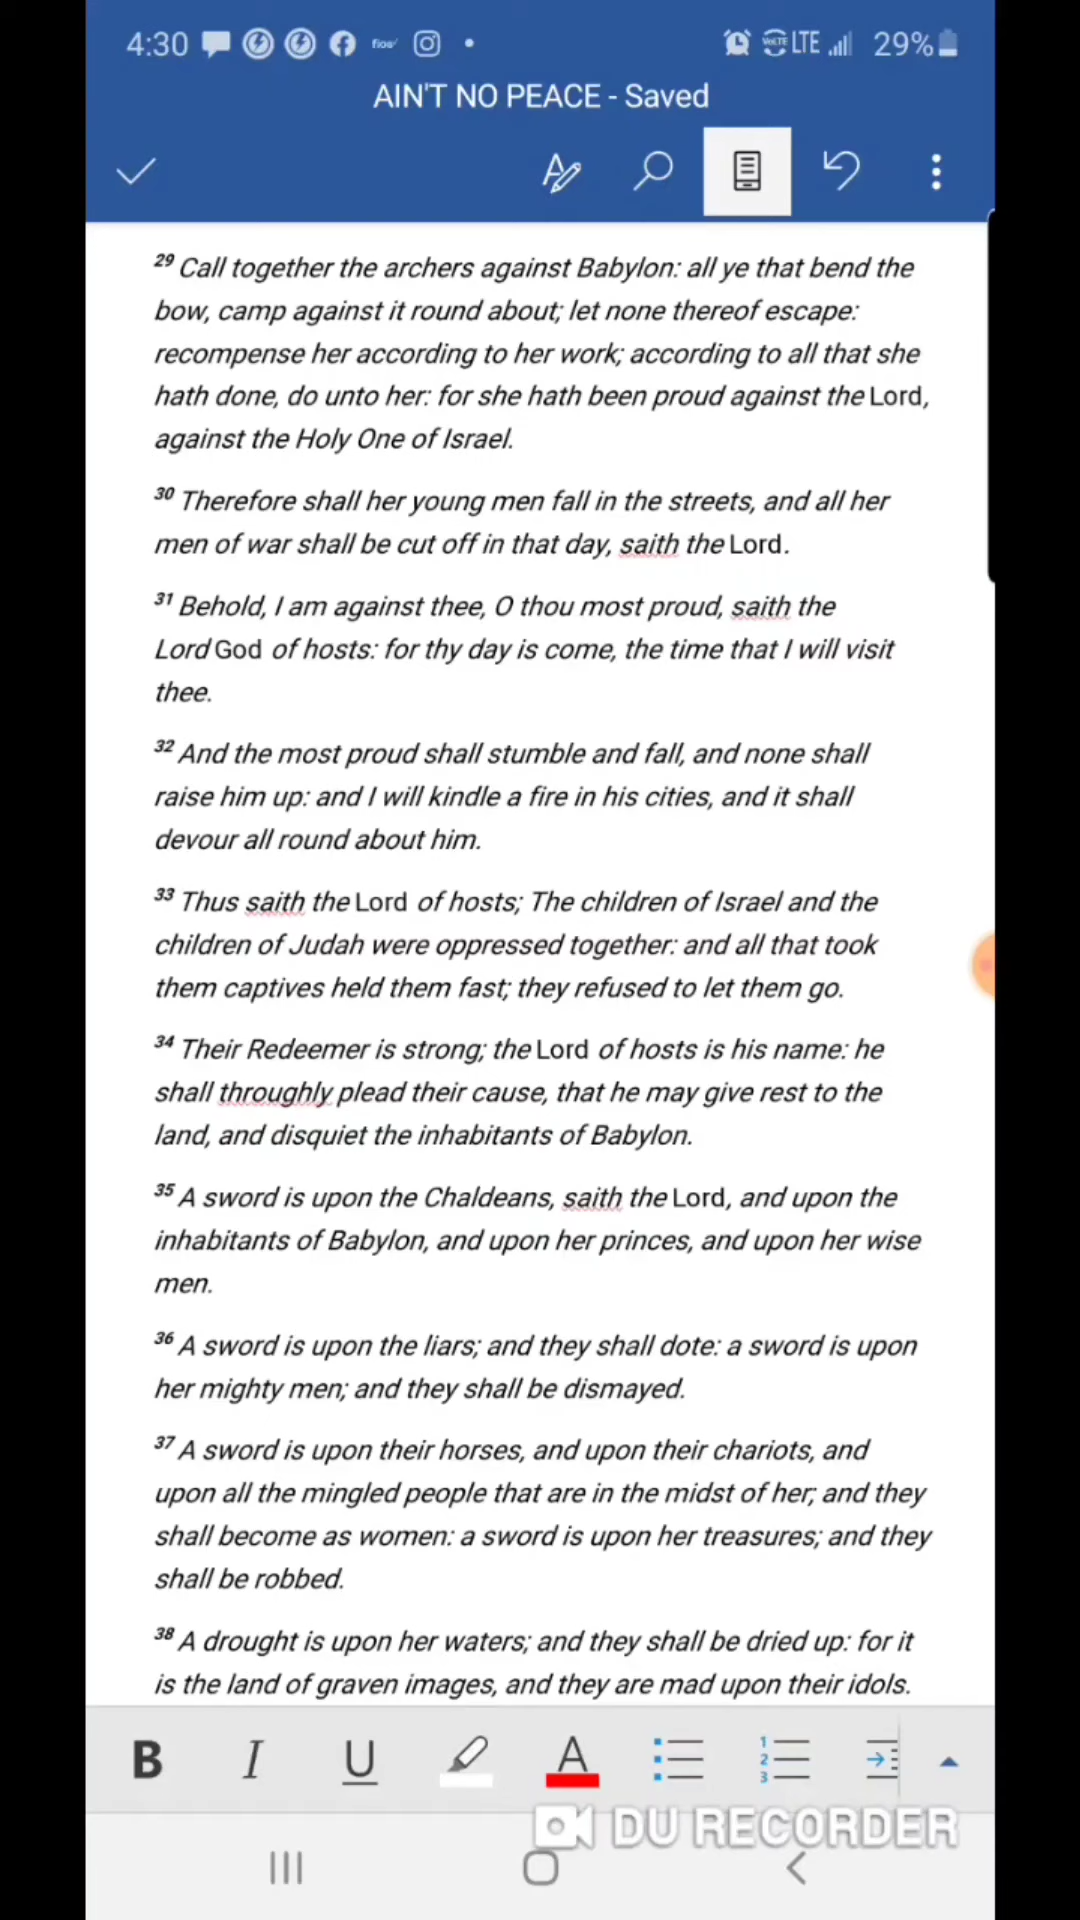 4:30 fios VoLTE LTE 29%
AIN'T NO PEACE - Saved
29 Call together the archers against Babylon: all ye that bend the
bow, camp against it round about; let none thereof escape:
recompense her according to her work; according to all that she
hath done, do unto her: for she hath been proud against the Lord,
against the Holy One of Israel.
30 Therefore shall her young men fall in the streets, and all her
men of war shall be cut off in that day, saith the Lord.
31 Behold, I am against thee, O thou most proud, saith the
Lord God of hosts: for thy day is come, the time that I will visit
thee.
32 And the most proud shall stumble and fall, and none shall
raise him up: and I will kindle a fire in his cities, and it shall
devour all round about him.
33 Thus saith the Lord of hosts; The children of Israel and the
children of Judah were oppressed together: and all that took
them captives held them fast; they refused to let them go.
34 Their Redeemer is strong; the Lord of hosts is his name: he
shall throughly plead their cause, that he may give rest to the
land, and disquiet the inhabitants of Babylon.
35 A sword is upon the Chaldeans, saith the Lord, and upon the
inhabitants of Babylon, and upon her princes, and upon her wise
men.
36 A sword is upon the liars; and they shall dote: a sword is upon
her mighty men; and they shall be dismayed.
37 A sword is upon their horses, and upon their chariots, and
upon all the mingled people that are in the midst of her; and they
shall become as women: a sword is upon her treasures; and they
shall be robbed.
38 A drought is upon her waters; and they shall be dried up: for it
is the land of graven images, and they are mad upon their idols.
B I U A 1 2 3
DU RECORDER